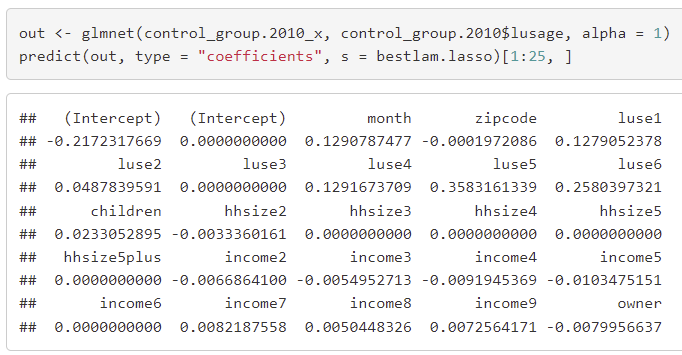 out <- glmnet(control_group.2010_x, control_group.2010$lusage, alpha = 1)
predict(out, type = "coefficients", s = bestlam.lasso)[1:25, ]
##   (Intercept)   (Intercept)         month       zipcode         luse1
## -0.2172317669  0.0000000000  0.1290787477 -0.0001972086  0.1279052378
##         luse2         luse3         luse4         luse5         luse6
##  0.0487839591  0.0000000000  0.1291673709  0.3583161339  0.2580397321
##      children       hhsize2       hhsize3       hhsize4       hhsize5
##  0.0233052895 -0.0033360161  0.0000000000  0.0000000000  0.0000000000
##   hhsize5plus       income2       income3       income4       income5
##  0.0000000000 -0.0066864100 -0.0054952713 -0.0091945369 -0.0103475151
##       income6       income7       income8       income9         owner
##  0.0000000000  0.0082187558  0.0050448326  0.0072564171 -0.0079956637